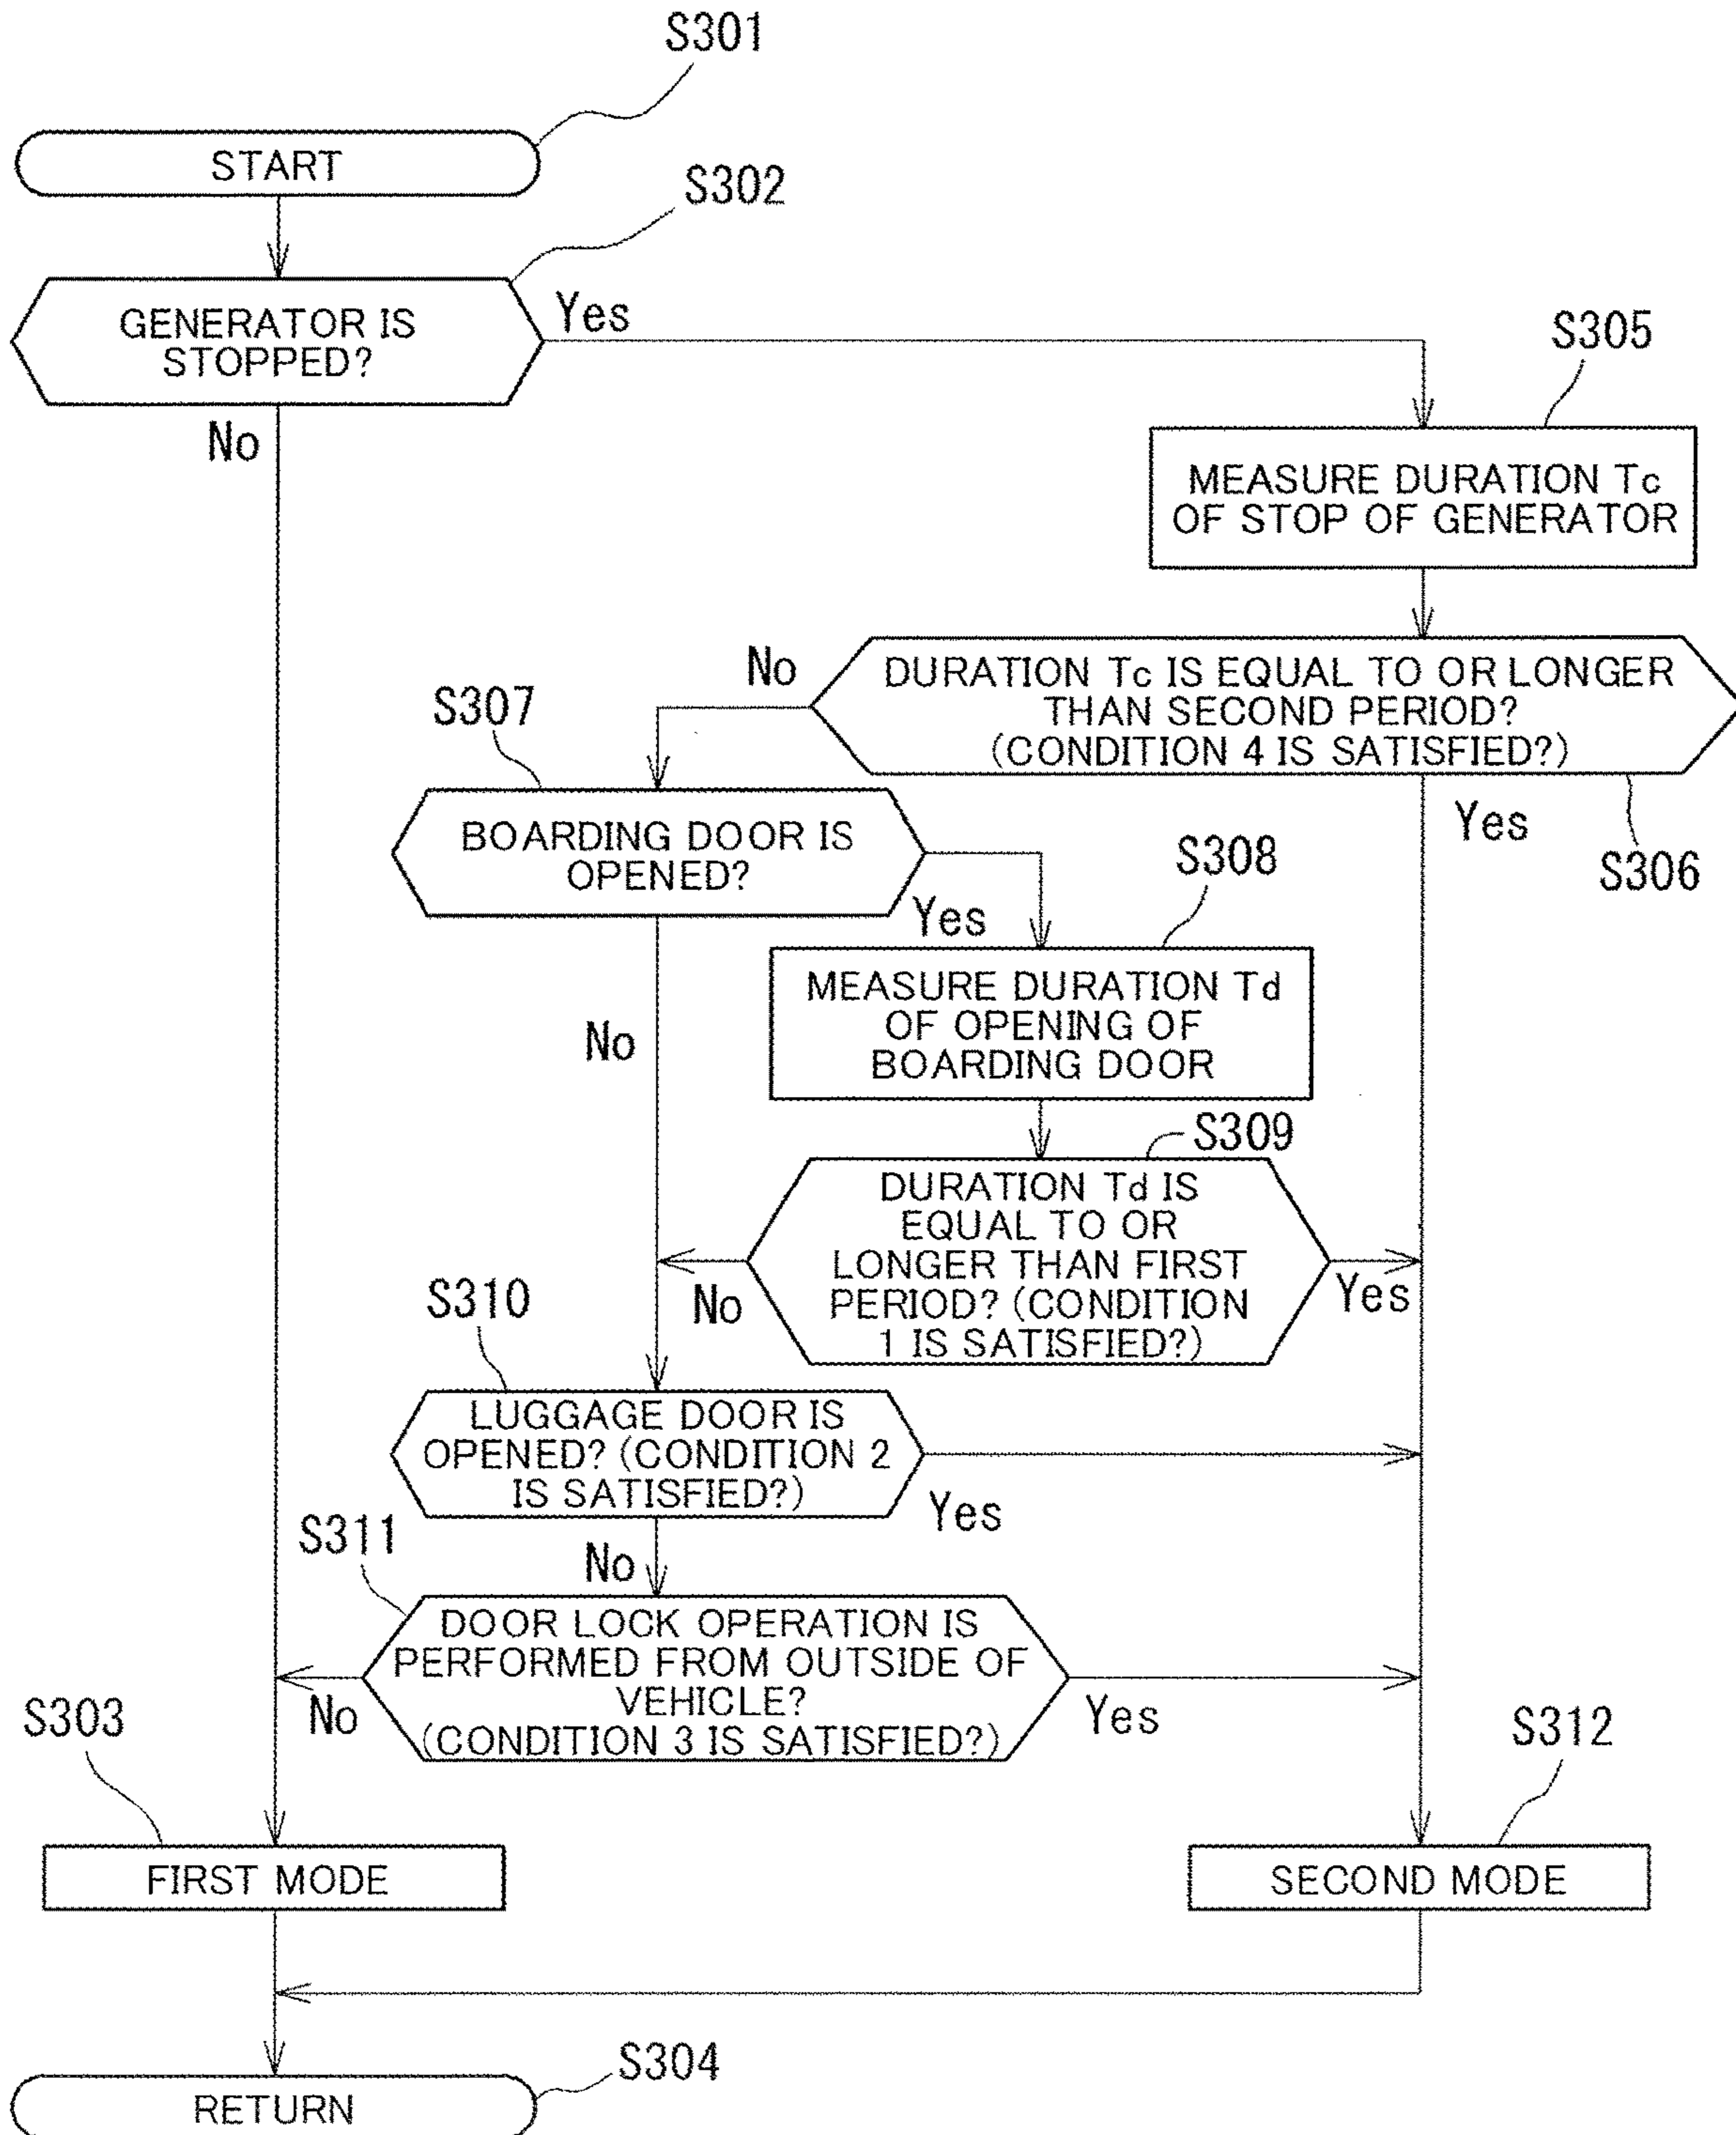 S301
START
S302
GENERATOR IS
STOPPED?
Yes
No
S305
MEASURE DURATION Tc
OF STOP OF GENERATOR
DURATION Tc IS EQUAL TO OR LONGER
THAN SECOND PERIOD?
(CONDITION 4 IS SATISFIED?)
No
Yes
S306
S307
BOARDING DOOR IS
OPENED?
Yes
No
S308
MEASURE DURATION Td
OF OPENING OF
BOARDING DOOR
S309
DURATION Td IS
EQUAL TO OR
LONGER THAN FIRST
PERIOD? (CONDITION
1 IS SATISFIED?)
No
Yes
S310
LUGGAGE DOOR IS
OPENED? (CONDITION 2
IS SATISFIED?)
Yes
No
S311
DOOR LOCK OPERATION IS
PERFORMED FROM OUTSIDE OF
VEHICLE?
(CONDITION 3 IS SATISFIED?)
No
Yes
S303
FIRST MODE
S312
SECOND MODE
S304
RETURN